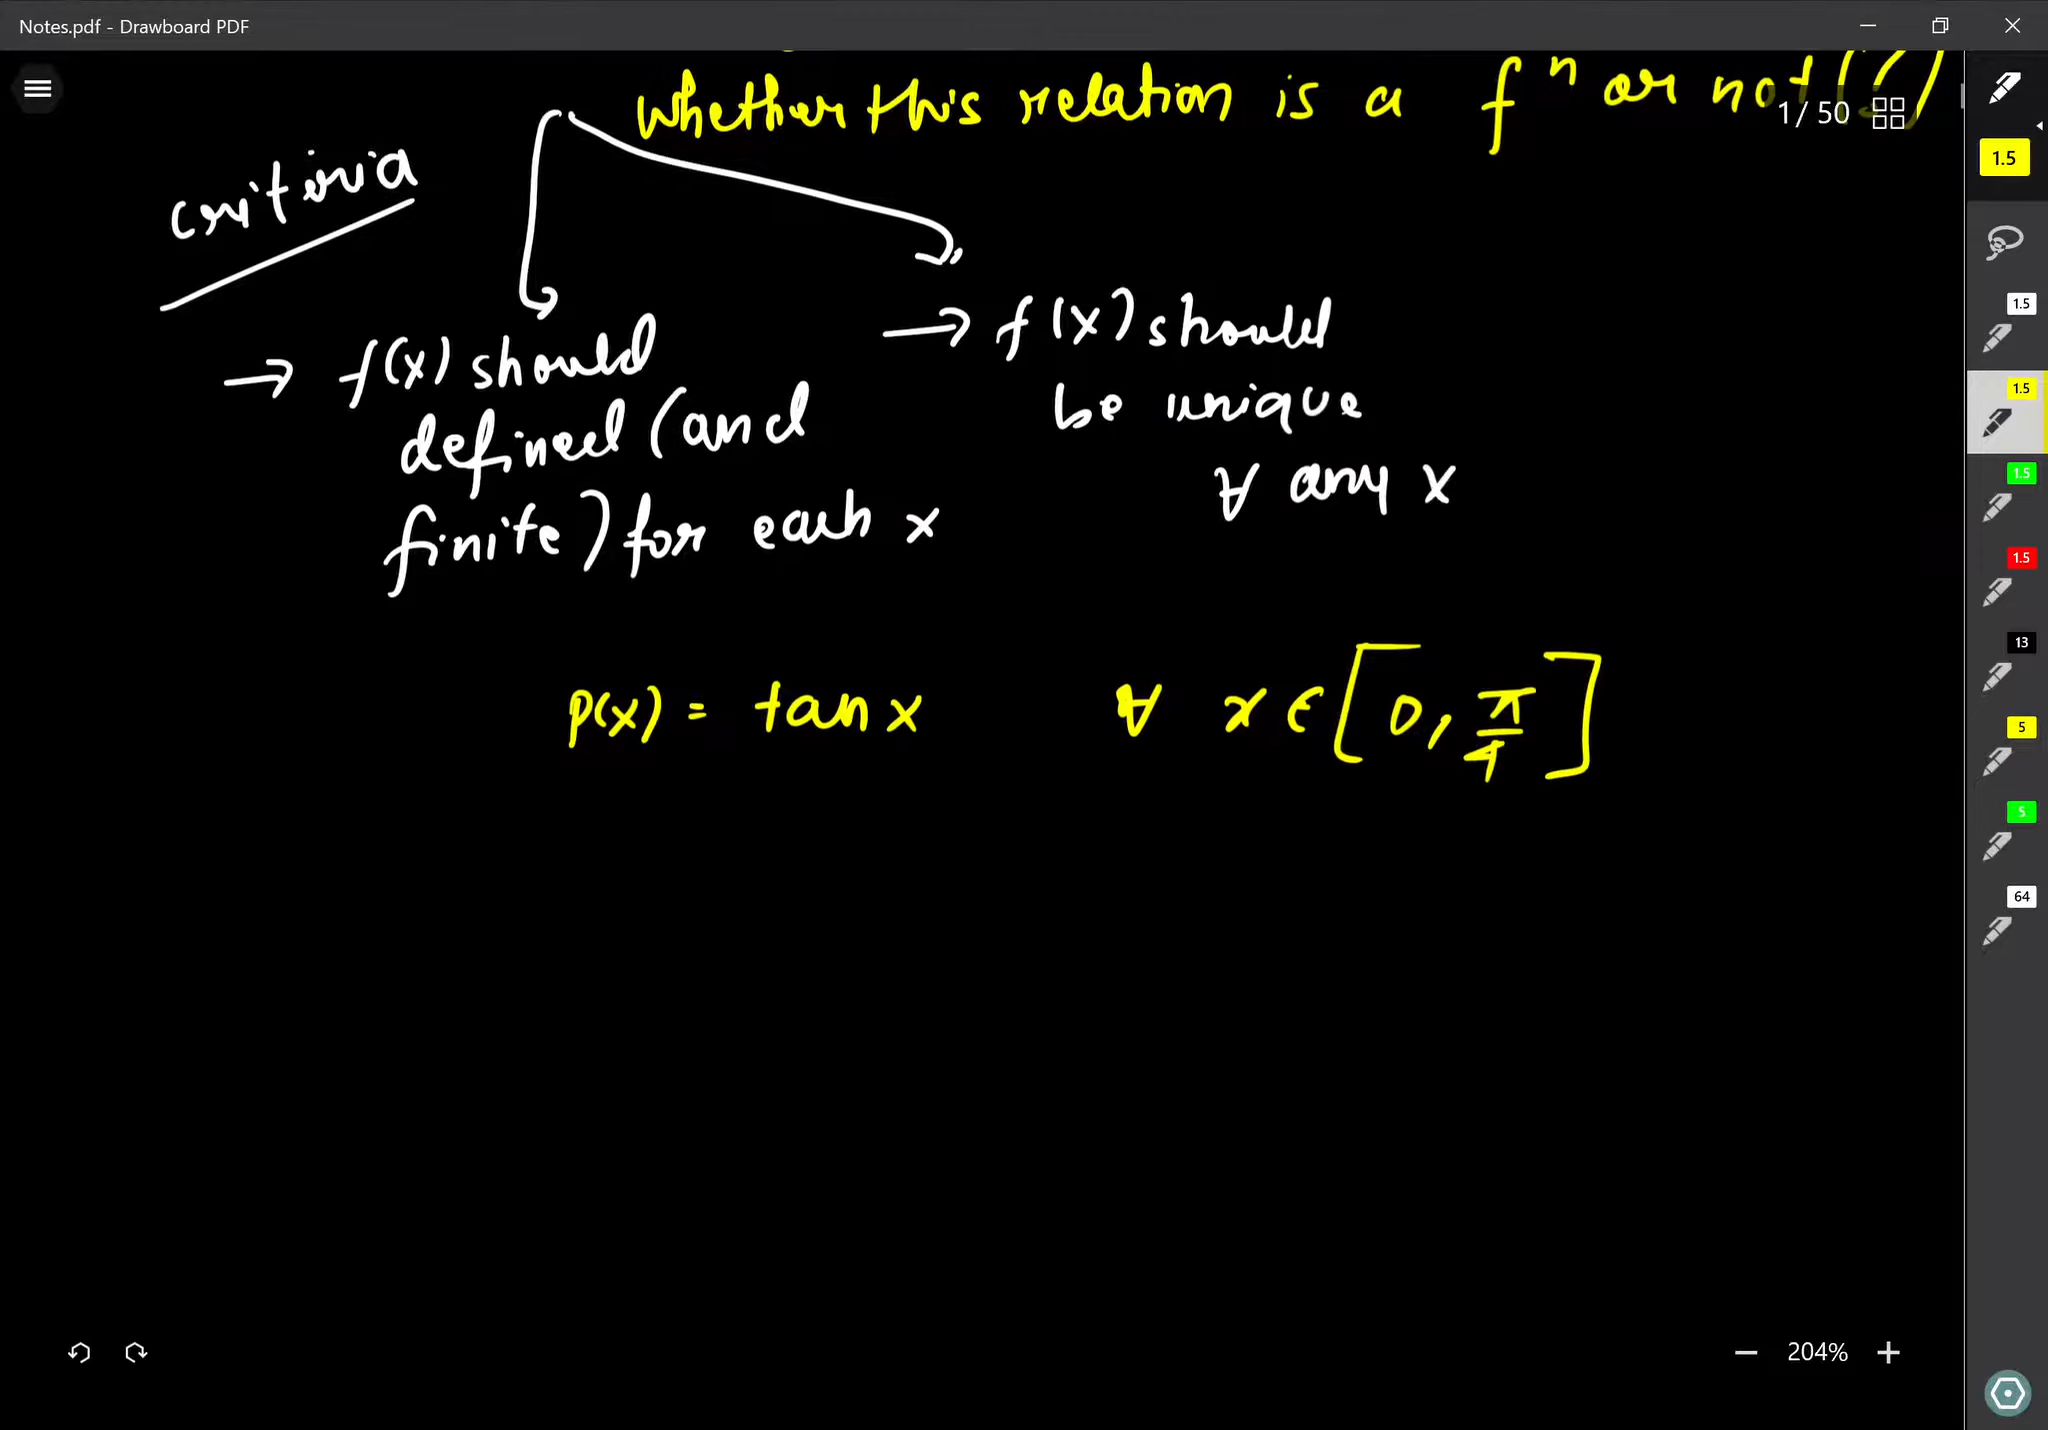 Notes.pdf - Drawboard PDF
whether this relation is a fⁿ or not (?)
1 / 50
criteria
→ f(x) should
defined (and
finite) for each x
→ f(x) should
be unique
∀ any x
p(x) = tan x ∀ x ∈ [0, π/4]
1.5
1.5
1.5
1.5
1.5
13
5
5
64
204%